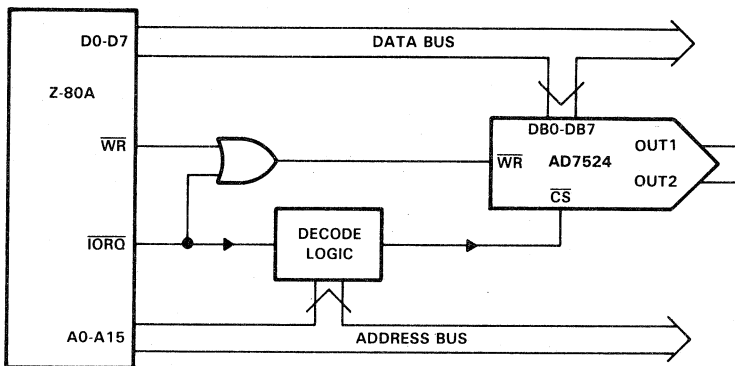 D0-D7
DATA BUS
Z-80A
DB0-DB7
WR
WR
AD7524
OUT1
OUT2
CS
IORQ
DECODE
LOGIC
A0-A15
ADDRESS BUS